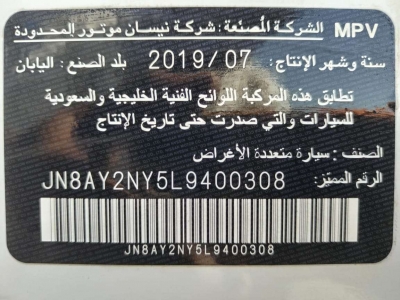 MPV الشركة المُصنّعة: شركة نيسان موتور المحدودة
سنة وشهر الإنتاج: 2019/07 بلد الصنع: اليابان
تطابق هذه المركبة اللوائح الفنية الخليجية والسعودية
للسيارات والتي صدرت حتى تاريخ الإنتاج
الصنف: سيارة متعددة الأغراض
الرقم المميّز: JN8AY2NY5L9400308
JN8AY2NY5L9400308